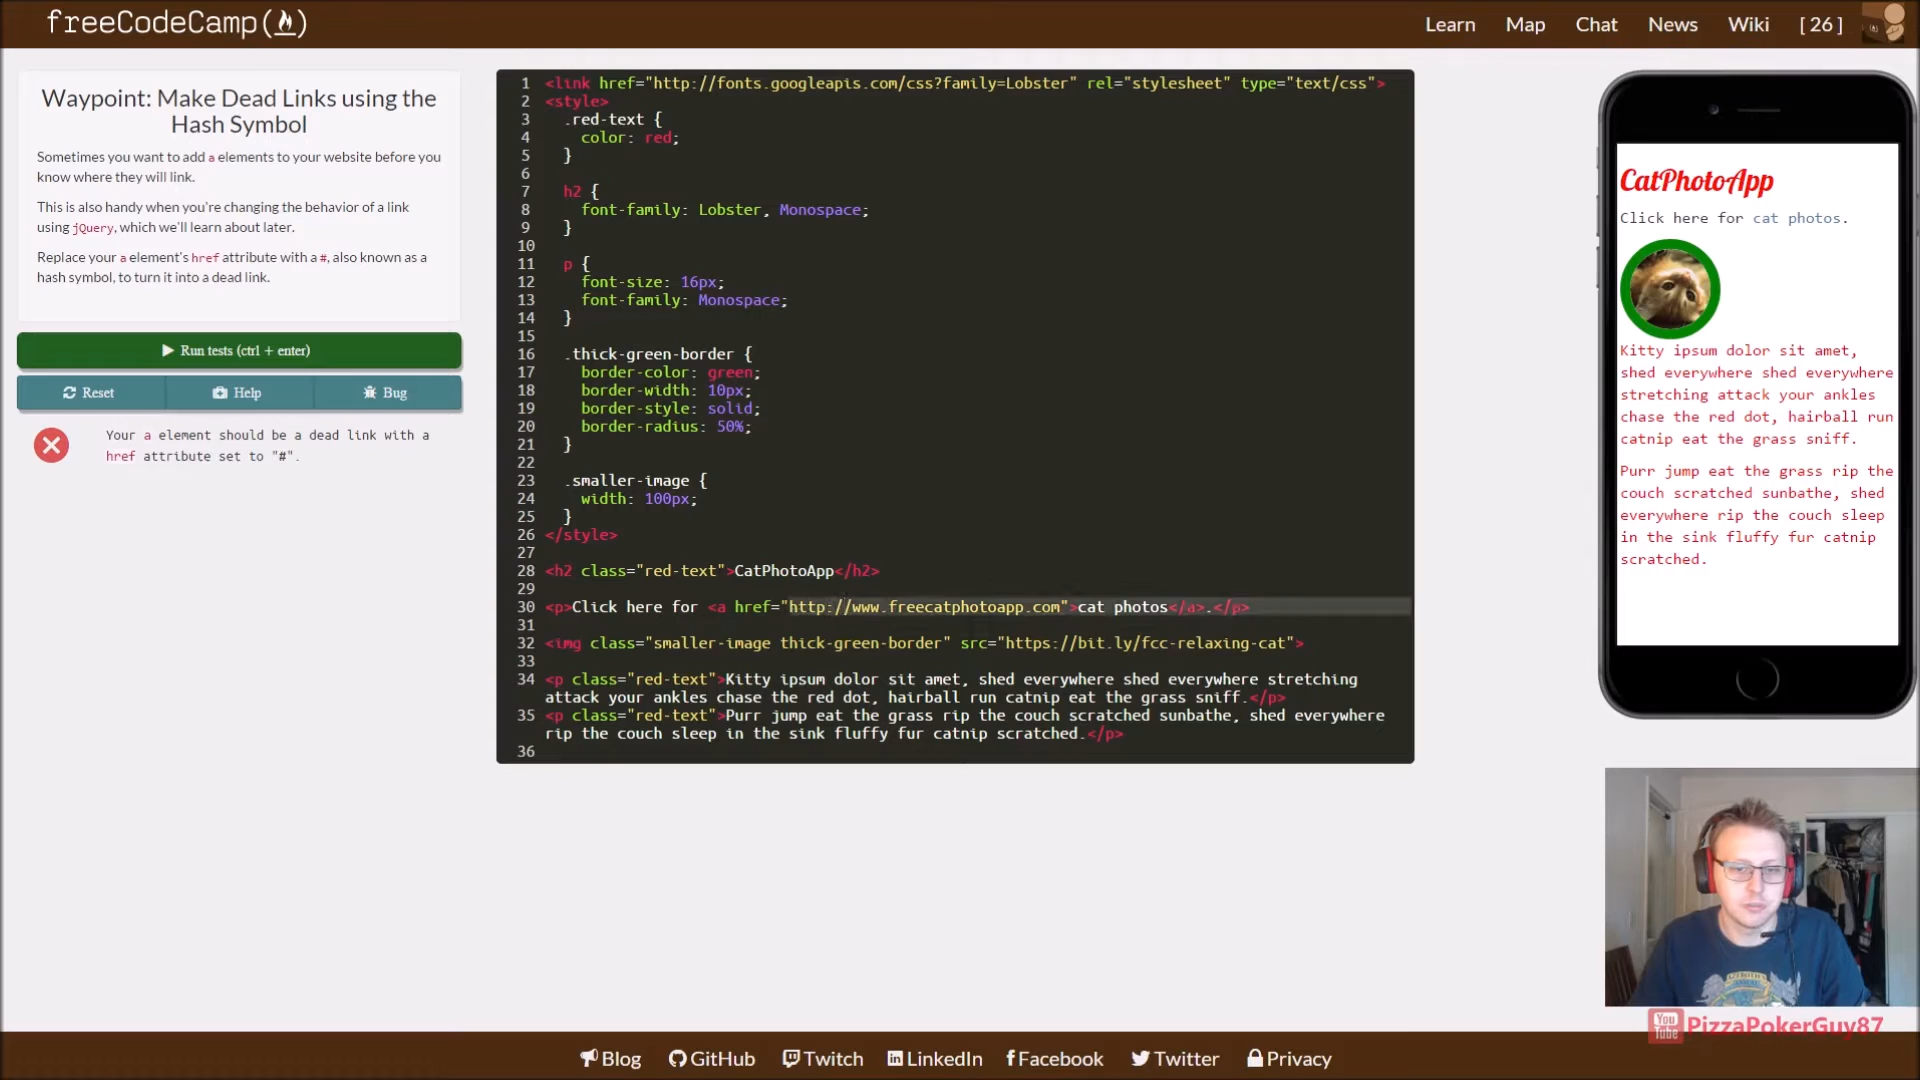 freeCodeCamp
Learn Map Chat News Wiki [ 26 ]
Waypoint: Make Dead Links using the
Hash Symbol
Sometimes you want to add a elements to your website before you
know where they will link.
This is also handy when you're changing the behavior of a link
using jQuery, which we'll learn about later.
Replace your a element's href attribute with a #, also known as a
hash symbol, to turn it into a dead link.
Run tests (ctrl + enter)
Reset Help Bug
Your a element should be a dead link with a
href attribute set to "#".
1 <link href="http://fonts.googleapis.com/css?family=Lobster" rel="stylesheet" type="text/css">
2 <style>
3 .red-text {
4 color: red;
5 }
6
7 h2 {
8 font-family: Lobster, Monospace;
9 }
10
11 p {
12 font-size: 16px;
13 font-family: Monospace;
14 }
15
16 .thick-green-border {
17 border-color: green;
18 border-width: 10px;
19 border-style: solid;
20 border-radius: 50%;
21 }
22
23 .smaller-image {
24 width: 100px;
25 }
26 </style>
27
28 <h2 class="red-text">CatPhotoApp</h2>
29
30 <p>Click here for <a href="http://www.freecatphotoapp.com">cat photos</a>.</p>
31
32 <img class="smaller-image thick-green-border" src="https://bit.ly/fcc-relaxing-cat">
33
34 <p class="red-text">Kitty ipsum dolor sit amet, shed everywhere shed everywhere stretching
attack your ankles chase the red dot, hairball run catnip eat the grass sniff.</p>
35 <p class="red-text">Purr jump eat the grass rip the couch scratched sunbathe, shed everywhere
rip the couch sleep in the sink fluffy fur catnip scratched.</p>
36
CatPhotoApp
Click here for cat photos.
Kitty ipsum dolor sit amet,
shed everywhere shed everywhere
stretching attack your ankles
chase the red dot, hairball run
catnip eat the grass sniff.
Purr jump eat the grass rip the
couch scratched sunbathe, shed
everywhere rip the couch sleep
in the sink fluffy fur catnip
scratched.
You Tube PizzaPokerGuy87
Blog GitHub Twitch LinkedIn Facebook Twitter Privacy